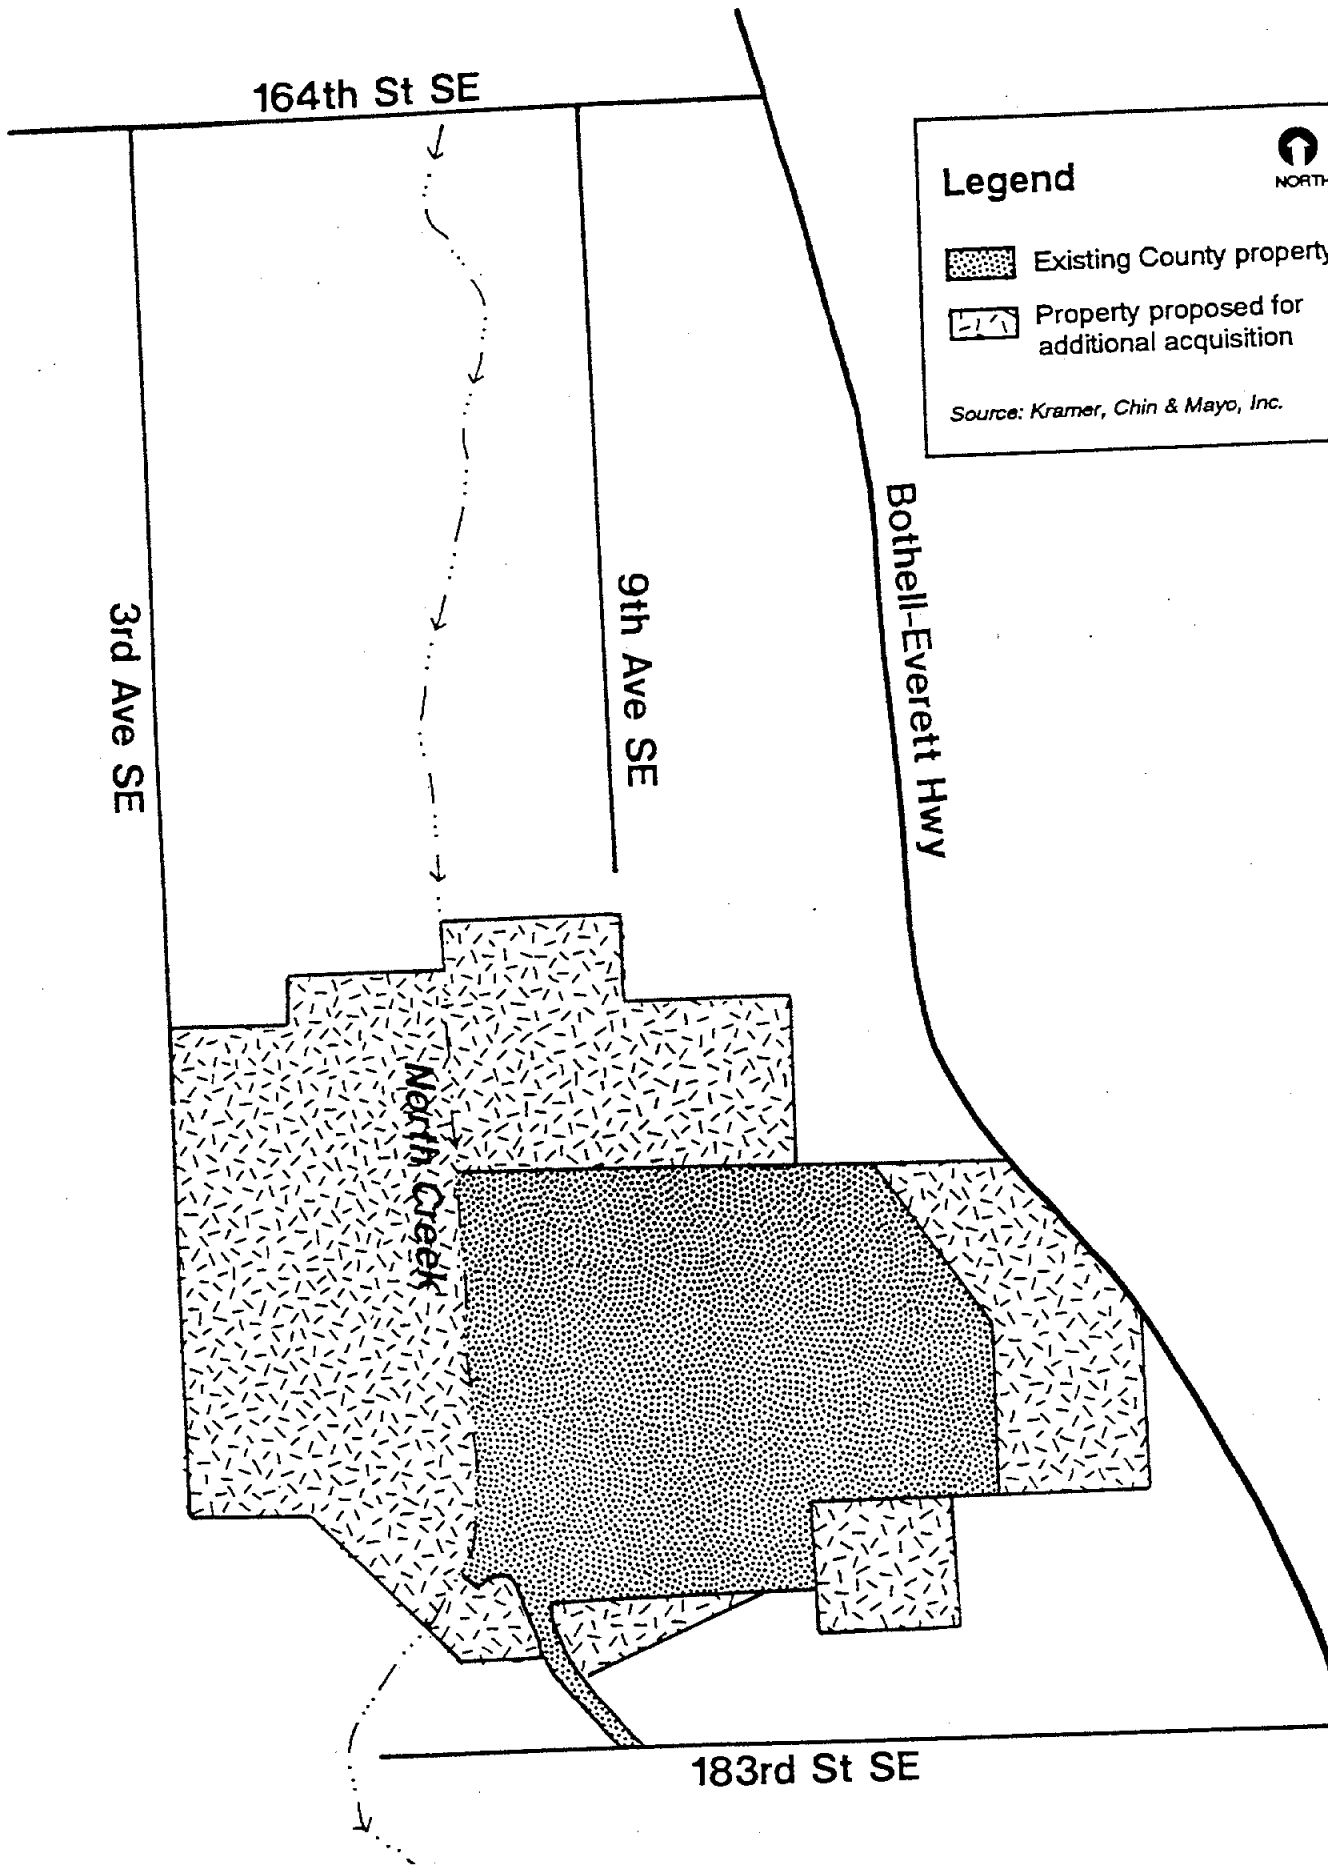 164th St SE
NORTH
Legend
Existing County property
Property proposed for
additional acquisition
Source: Kramer, Chin & Mayo, Inc.
Bothell-Everett Hwy
9th Ave SE
3rd Ave SE
North Creek
183rd St SE